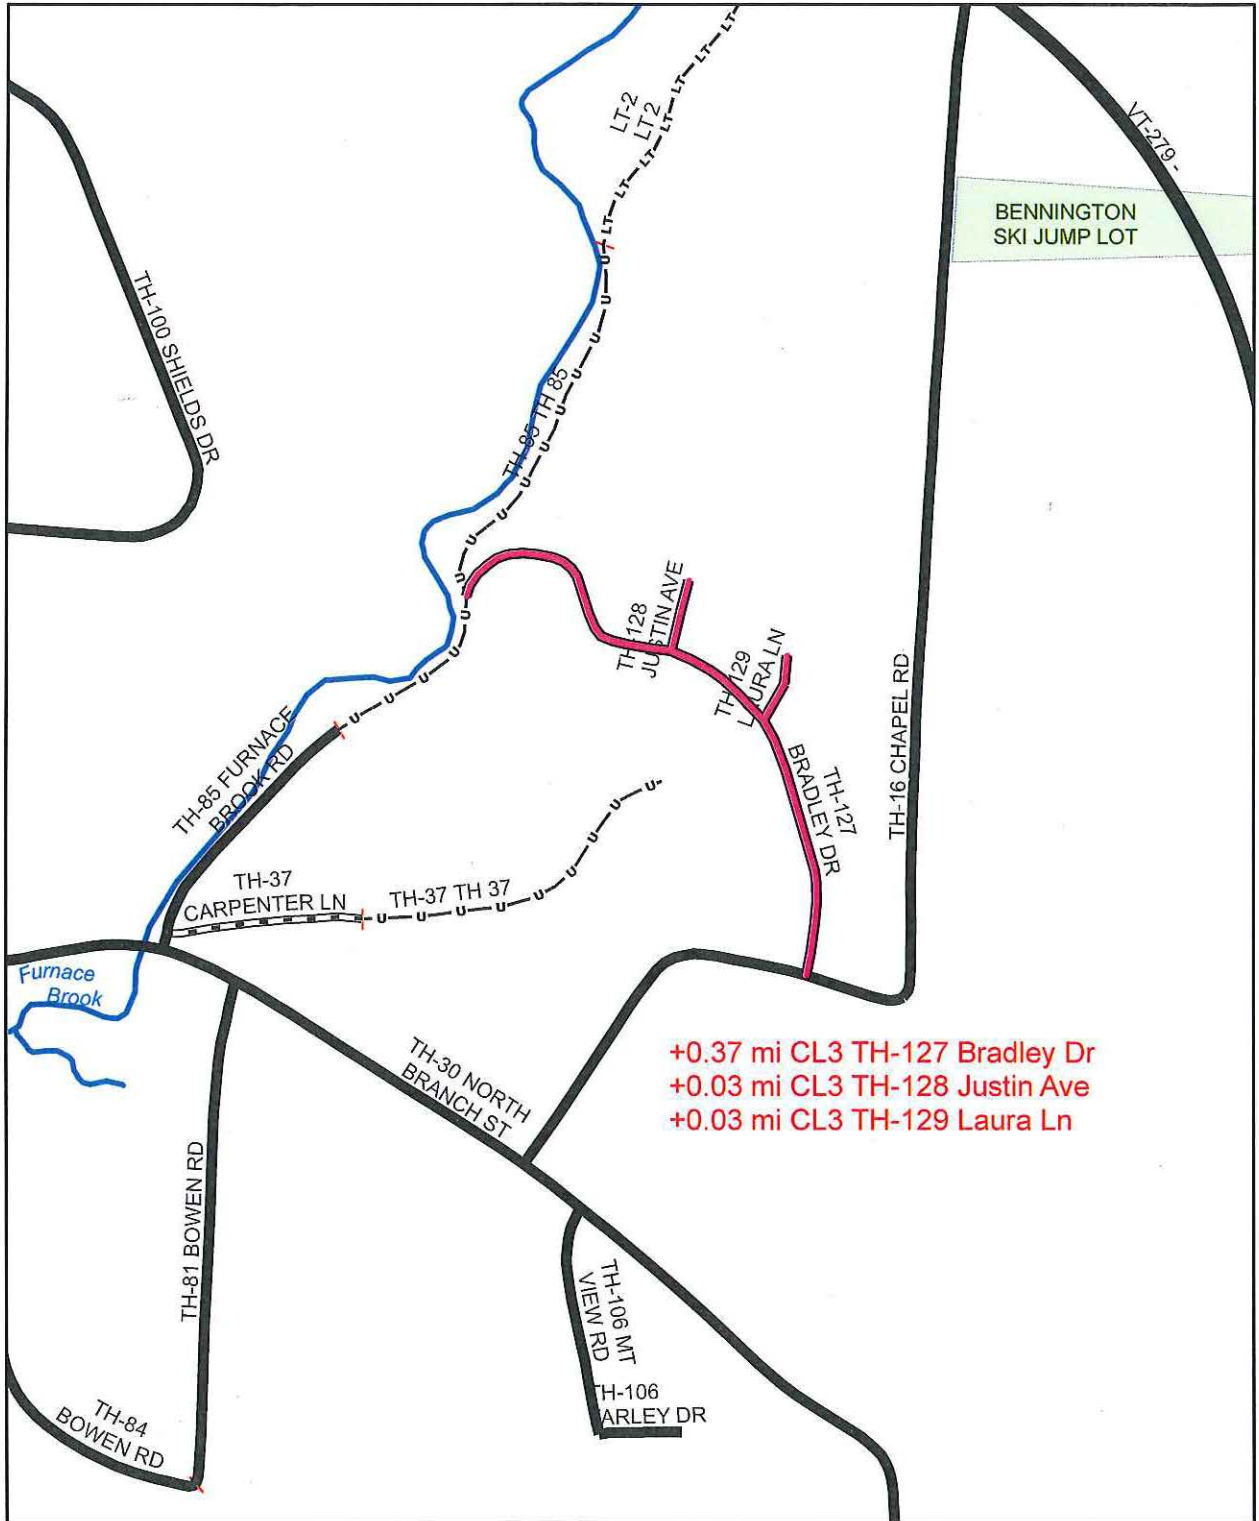 LT-2
LT 2
VT-279 -
BENNINGTON
SKI JUMP LOT
TH-100 SHIELDS DR
TH-85 TH 85
TH-128
JUSTIN AVE
TH-129
LAURA LN
TH-16 CHAPEL RD
TH-127
BRADLEY DR
TH-85 FURNACE
BROOK RD
TH-37
CARPENTER LN
TH-37 TH 37
Furnace
Brook
TH-30 NORTH
BRANCH ST
+0.37 mi CL3 TH-127 Bradley Dr
+0.03 mi CL3 TH-128 Justin Ave
+0.03 mi CL3 TH-129 Laura Ln
TH-81 BOWEN RD
TH-106 MT
VIEW RD
TH-106
ARLEY DR
TH-84
BOWEN RD